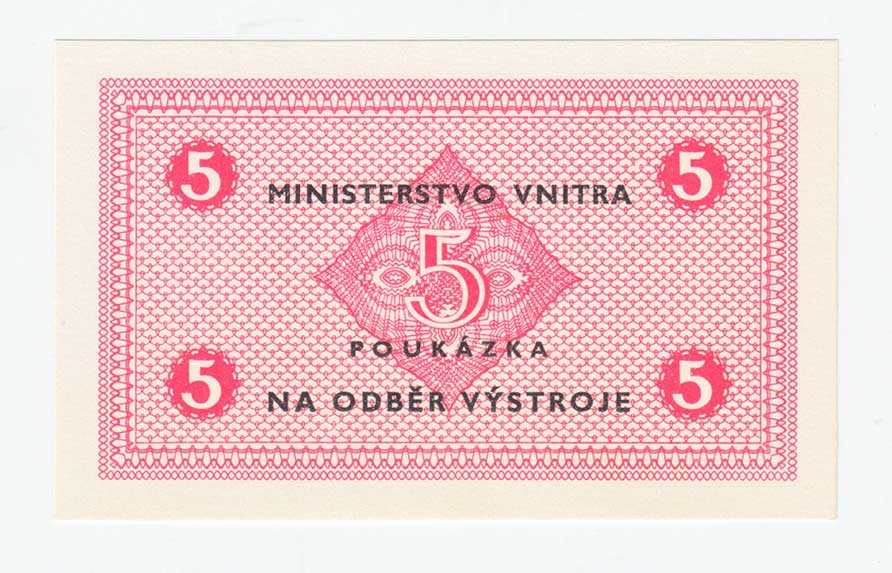 5 5
MINISTERSTVO VNITRA
5
POUKÁZKA
5 5
NA ODBĚR VÝSTROJE